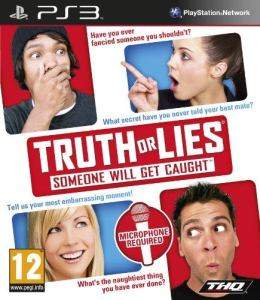 PS3
PlayStation®Network
Have you ever
fancied someone you shouldn't?
What secret have you never told your best mate?
TRUTH OR LIES
SOMEONE WILL GET CAUGHT
Tell us your most embarrassing moment!
MICROPHONE
REQUIRED
12
www.pegi.info
What's the naughtiest thing
you have ever done?
THQ